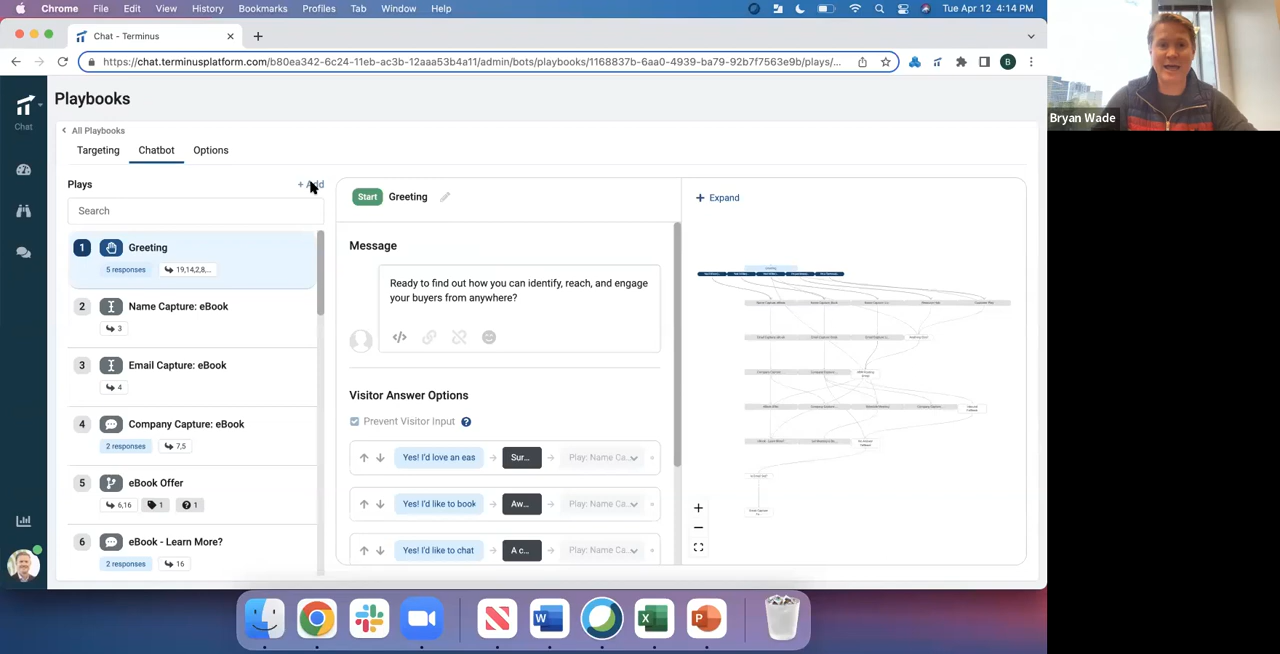 Chrome File Edit View History Bookmarks Profiles Tab Window Help Tue Apr 12 4:14 PM
Chat - Terminus
https://chat.terminusplatform.com/b80ea342-6c24-11eb-ac3b-12aaa53b4a11/admin/bots/playbooks/1168837b-6aa0-4939-ba79-92b7f7563e9b/plays/...
B
Bryan Wade
Chat
Playbooks
All Playbooks
Targeting Chatbot Options
Plays + Add
Search
1 Greeting
5 responses 19,14,2,8,...
2 Name Capture: eBook
3
3 Email Capture: eBook
4
4 Company Capture: eBook
2 responses 7,5
5 eBook Offer
6,16 1 1
6 eBook - Learn More?
2 responses 16
Start Greeting
Message
Ready to find out how you can identify, reach, and engage
your buyers from anywhere?
Visitor Answer Options
Prevent Visitor Input
Yes! I'd love an eas Sur... Play: Name Ca...
Yes! I'd like to book Aw... Play: Name Ca...
Yes! I'd like to chat A c... Play: Name Ca...
+ Expand